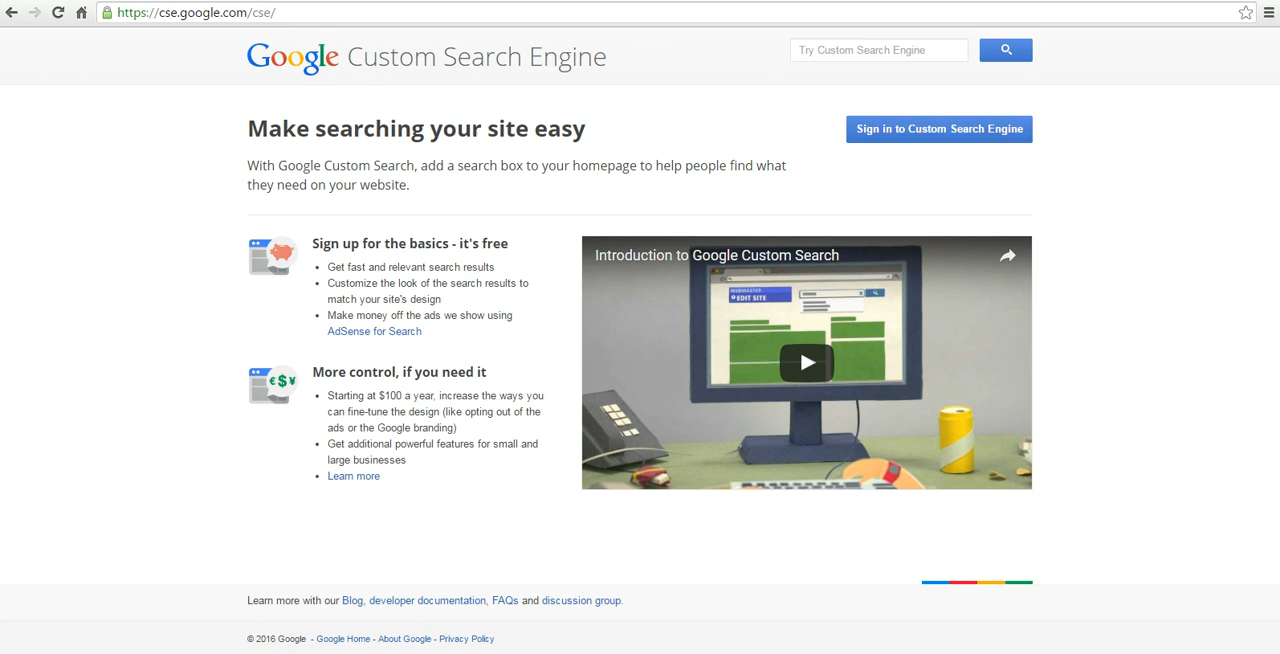 https://cse.google.com/cse/
Google Custom Search Engine
Try Custom Search Engine
Make searching your site easy
Sign in to Custom Search Engine
With Google Custom Search, add a search box to your homepage to help people find what
they need on your website.
Sign up for the basics - it's free
• Get fast and relevant search results
• Customize the look of the search results to
match your site's design
• Make money off the ads we show using
AdSense for Search
More control, if you need it
• Starting at $100 a year, increase the ways you
can fine-tune the design (like opting out of the
ads or the Google branding)
• Get additional powerful features for small and
large businesses
• Learn more
Introduction to Google Custom Search
WEBMASTER
EDIT SITE
Learn more with our Blog, developer documentation, FAQs and discussion group.
© 2016 Google - Google Home - About Google - Privacy Policy